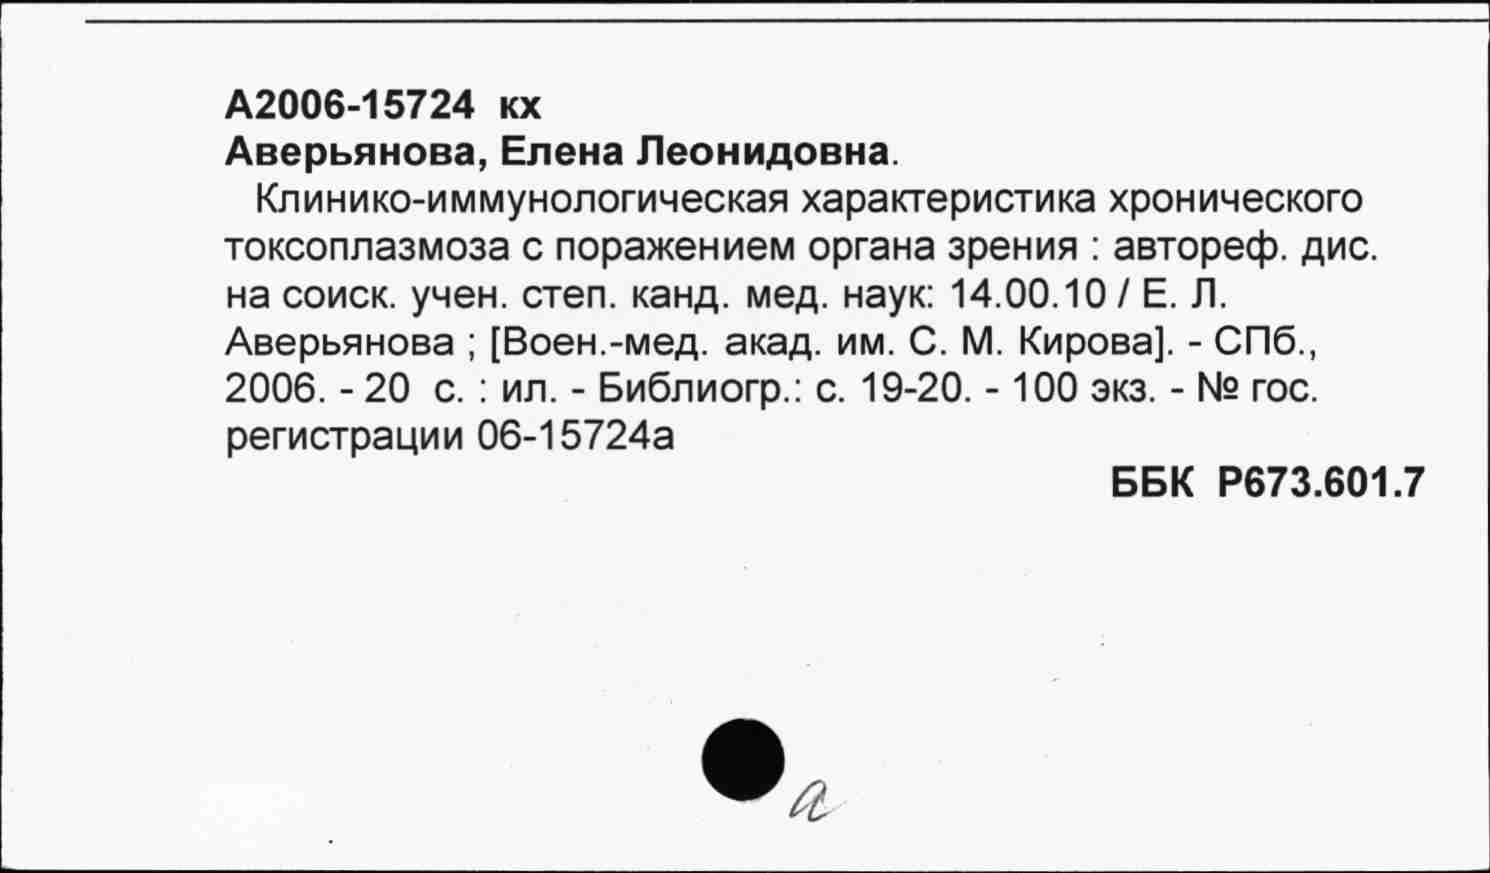 А2006-15724 кх
Аверьянова, Елена Леонидовна.
Клинико-иммунологическая характеристика хронического
токсоплазмоза с поражением органа зрения : автореф. дис.
на соиск. учен. степ. канд. мед. наук: 14.00.10 / Е. Л.
Аверьянова ; [Воен.-мед. акад. им. С. М. Кирова]. - СПб.,
2006. - 20 с. : ил. - Библиогр.: с. 19-20. - 100 экз. - № гос.
регистрации 06-15724а
ББК Р673.601.7
а